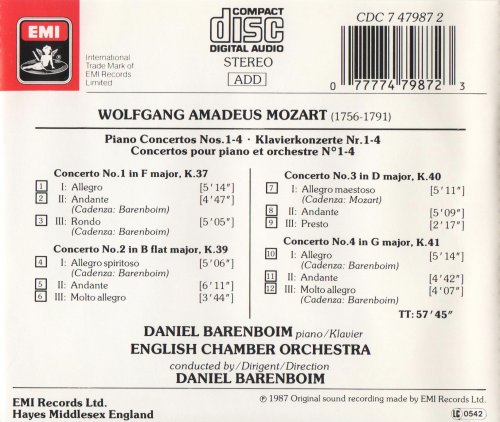 EMI
International
Trade Mark of
EMI Records
Limited
COMPACT
disc
DIGITAL AUDIO
STEREO
ADD
CDC 7 47987 2
0 77774 79872 3
WOLFGANG AMADEUS MOZART (1756-1791)
Piano Concertos Nos.1-4 · Klavierkonzerte Nr.1-4
Concertos pour piano et orchestre N°1-4
Concerto No.1 in F major, K.37
1 I: Allegro [5'14"]
2 II: Andante [4'47"]
(Cadenza: Barenboim)
3 III: Rondo [5'05"]
(Cadenza: Barenboim)
Concerto No.2 in B flat major, K.39
4 I: Allegro spiritoso [5'06"]
(Cadenza: Barenboim)
5 II: Andante [6'11"]
6 III: Molto allegro [3'44"]
Concerto No.3 in D major, K.40
7 I: Allegro maestoso [5'11"]
(Cadenza: Mozart)
8 II: Andante [5'09"]
9 III: Presto [2'17"]
Concerto No.4 in G major, K.41
10 I: Allegro [5'14"]
(Cadenza: Barenboim)
11 II: Andante [4'42"]
12 III: Molto allegro [4'07"]
(Cadenza: Barenboim)
TT: 57'45"
DANIEL BARENBOIM piano/Klavier
ENGLISH CHAMBER ORCHESTRA
conducted by/Dirigent/Direction
DANIEL BARENBOIM
EMI Records Ltd.
Hayes Middlesex England
℗ 1987 Original sound recording made by EMI Records Ltd.
LC 0542